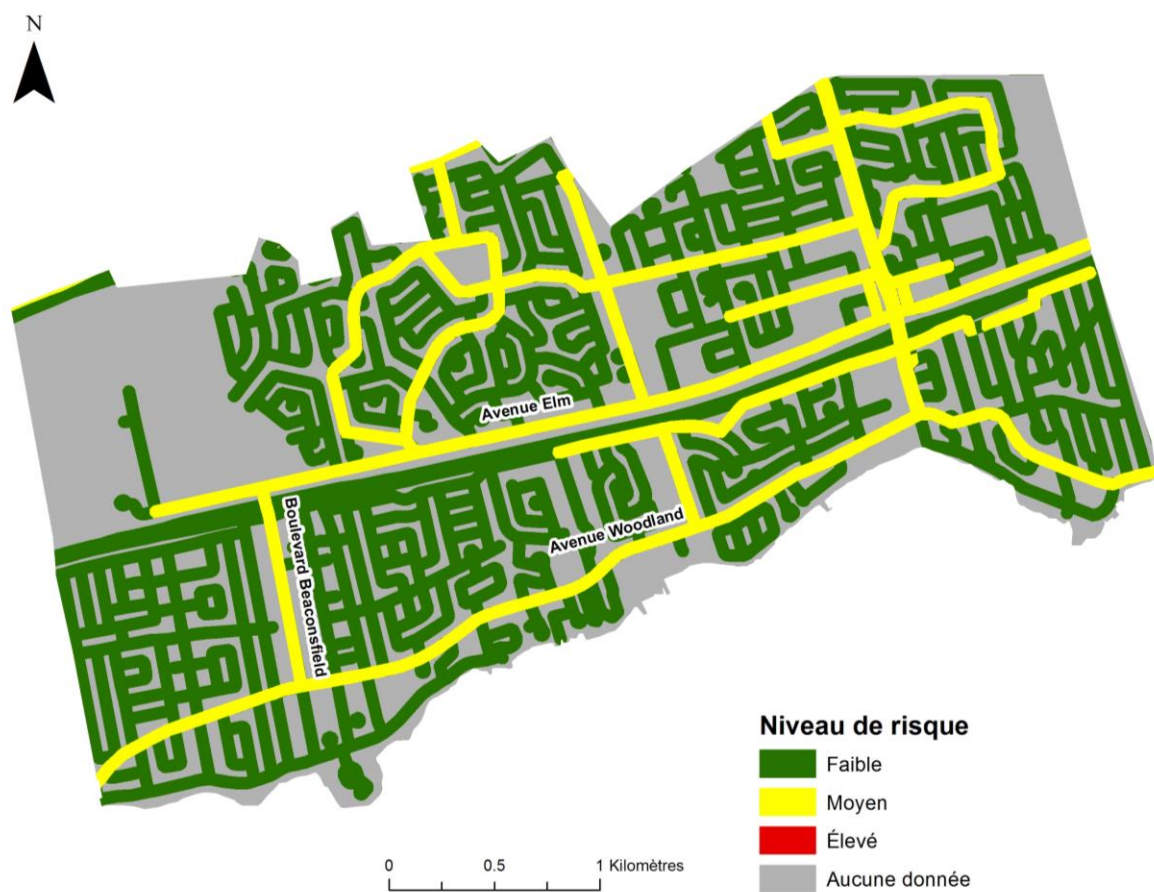 N
Avenue Elm
Boulevard Beaconsfield
Avenue Woodland
Niveau de risque
Faible
Moyen
Élevé
Aucune donnée
0 0.5 1 Kilomètres